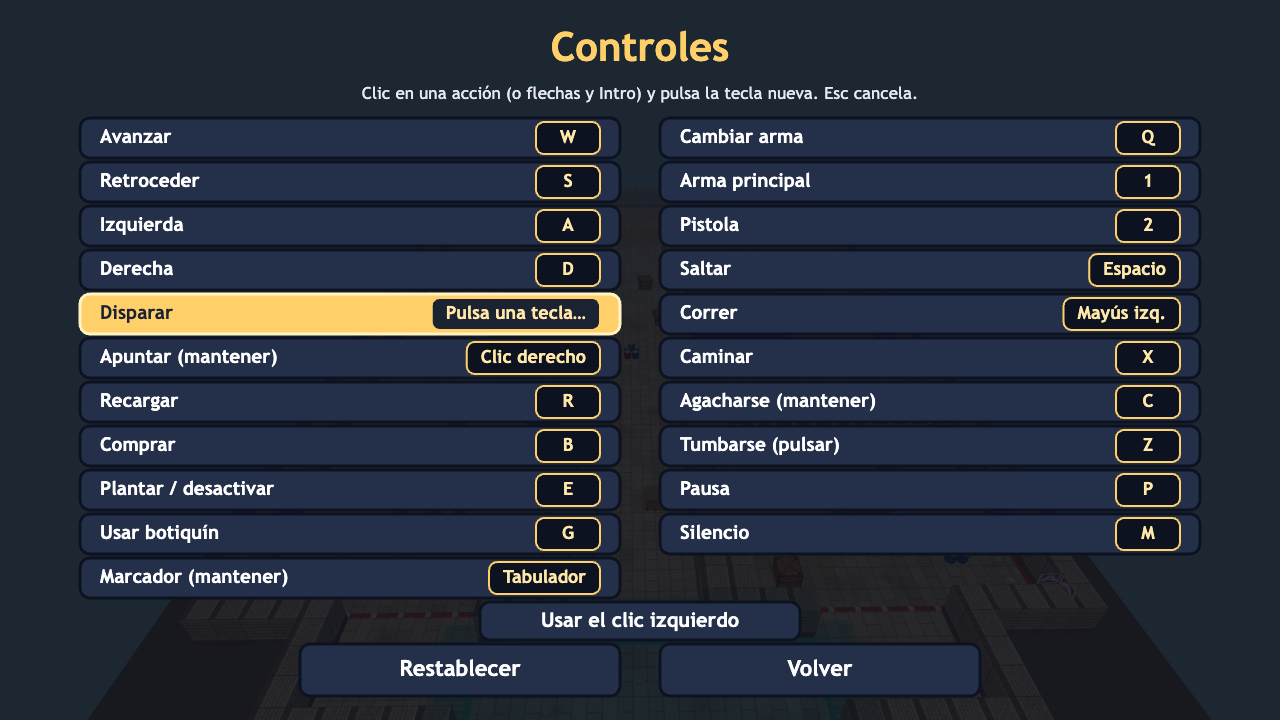 Controles
Clic en una acción (o flechas y Intro) y pulsa la tecla nueva. Esc cancela.
Avanzar W
Retroceder S
Izquierda A
Derecha D
Disparar Pulsa una tecla...
Apuntar (mantener) Clic derecho
Recargar R
Comprar B
Plantar / desactivar E
Usar botiquín G
Marcador (mantener) Tabulador
Cambiar arma Q
Arma principal 1
Pistola 2
Saltar Espacio
Correr Mayús izq.
Caminar X
Agacharse (mantener) C
Tumbarse (pulsar) Z
Pausa P
Silencio M
Usar el clic izquierdo
Restablecer
Volver